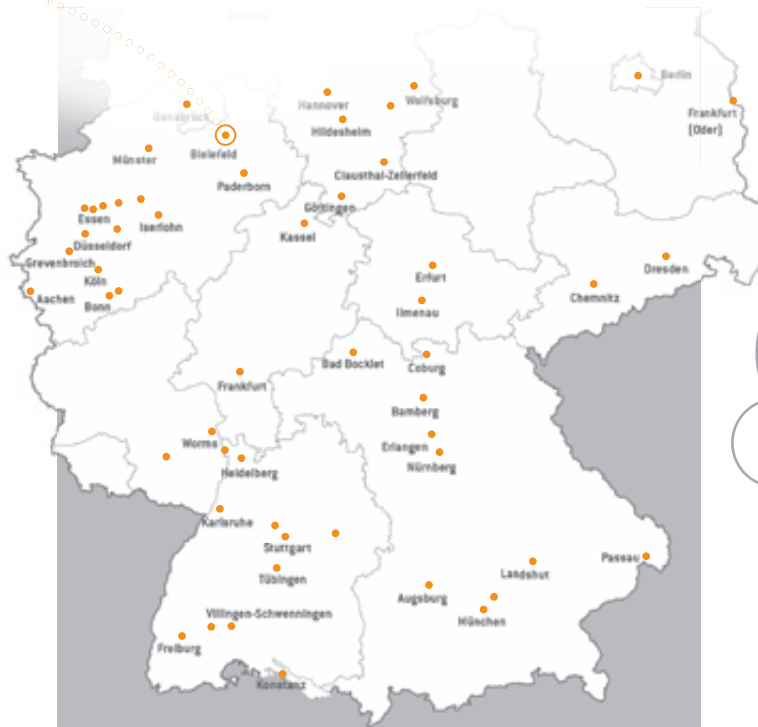 Bremen
Berlin
Hannover
Wolfsburg
Osnabrück
Frankfurt
(Oder)
Hildesheim
Bielefeld
Münster
Clausthal-Zellerfeld
Paderborn
Göttingen
Essen
Iserlohn
Kassel
Düsseldorf
Grevenbroich
Dresden
Erfurt
Köln
Aachen
Chemnitz
Bonn
Ilmenau
Bad Bocklet
Coburg
Frankfurt
Bamberg
Worms
Erlangen
Nürnberg
Heidelberg
Karlsruhe
Stuttgart
Passau
Landshut
Tübingen
Augsburg
Villingen-Schwenningen
München
Freiburg
Konstanz